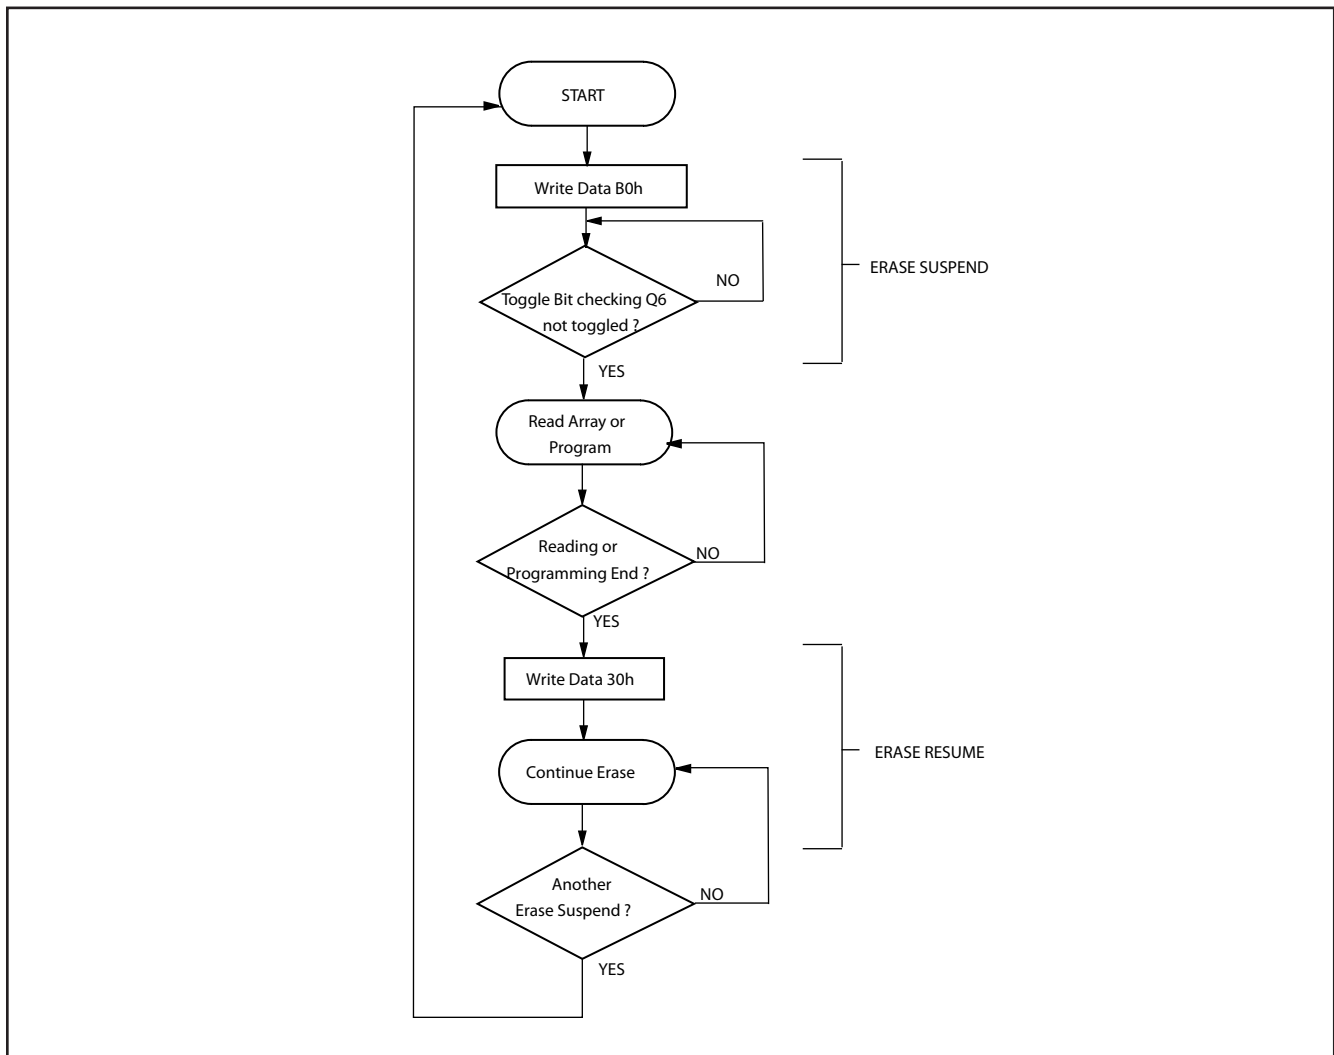 START
Write Data B0h
ERASE SUSPEND
NO
Toggle Bit checking Q6
not toggled ?
YES
Read Array or
Program
NO
Reading or
Programming End ?
YES
Write Data 30h
ERASE RESUME
Continue Erase
Another
NO
Erase Suspend ?
YES